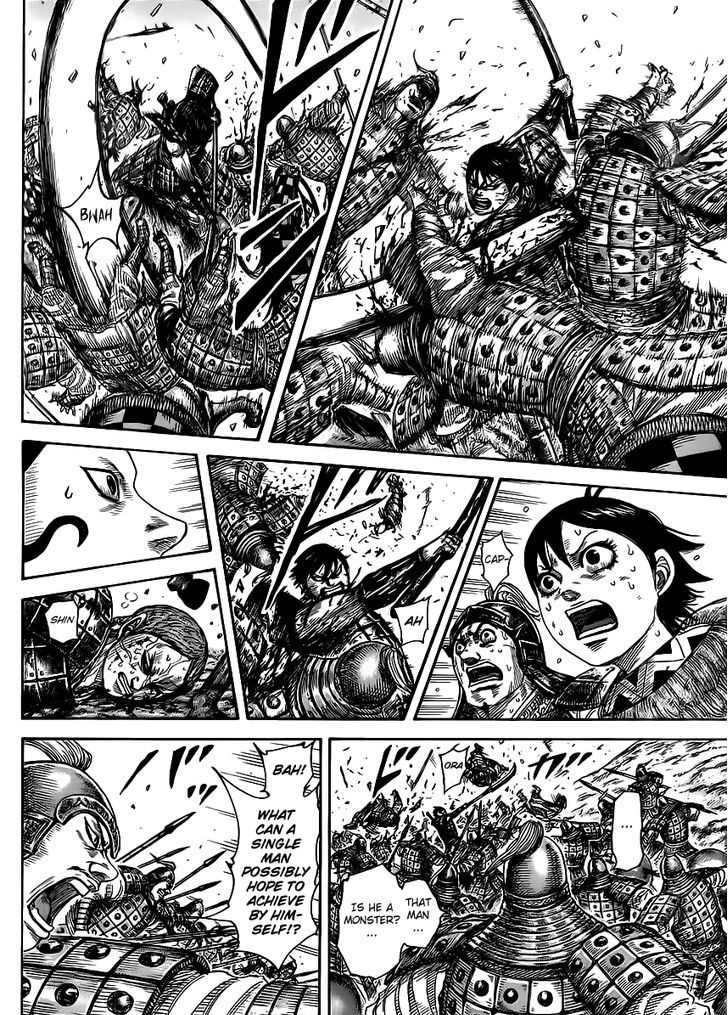 BWAH
CAP-
AH
SHIN
ORA
...
THAT
MAN
...
IS HE A
MONSTER?
...
BAH!
WHAT
CAN A
SINGLE
MAN
POSSIBLY
HOPE TO
ACHIEVE
BY HIM-
SELF!?